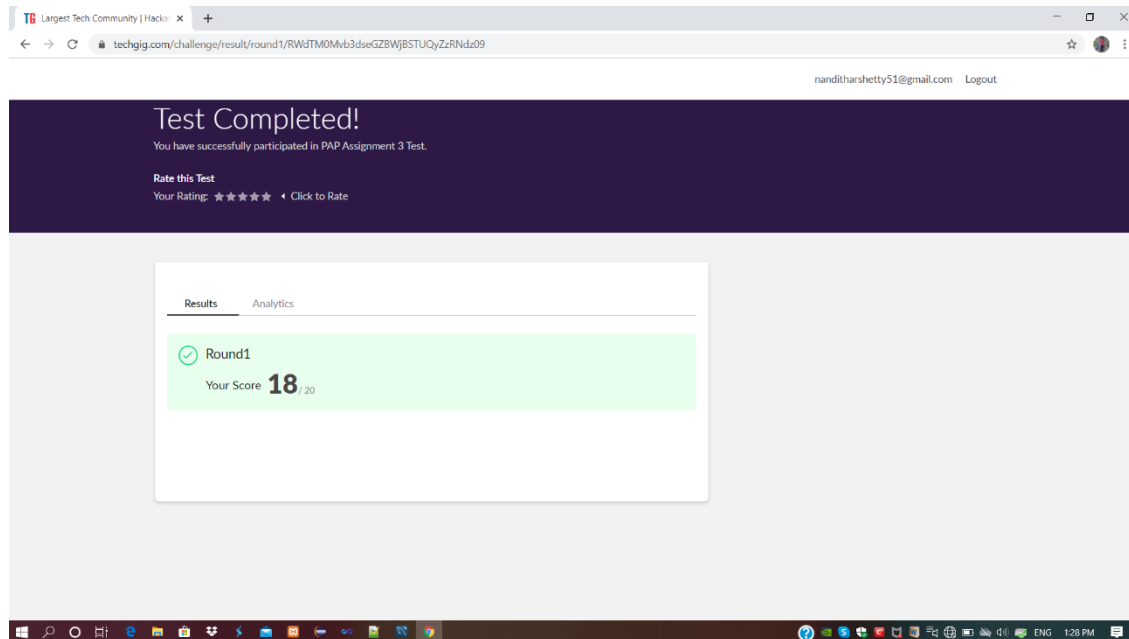 TG Largest Tech Community | Hacka
techgig.com/challenge/result/round1/RWdTM0Mvb3dseGZBWjBSTUQyZzRNdz09
nanditharshetty51@gmail.com Logout
Test Completed!
You have successfully participated in PAP Assignment 3 Test.
Rate this Test
Your Rating: Click to Rate
Results Analytics
Round1
Your Score 18 / 20
ENG 1:28 PM